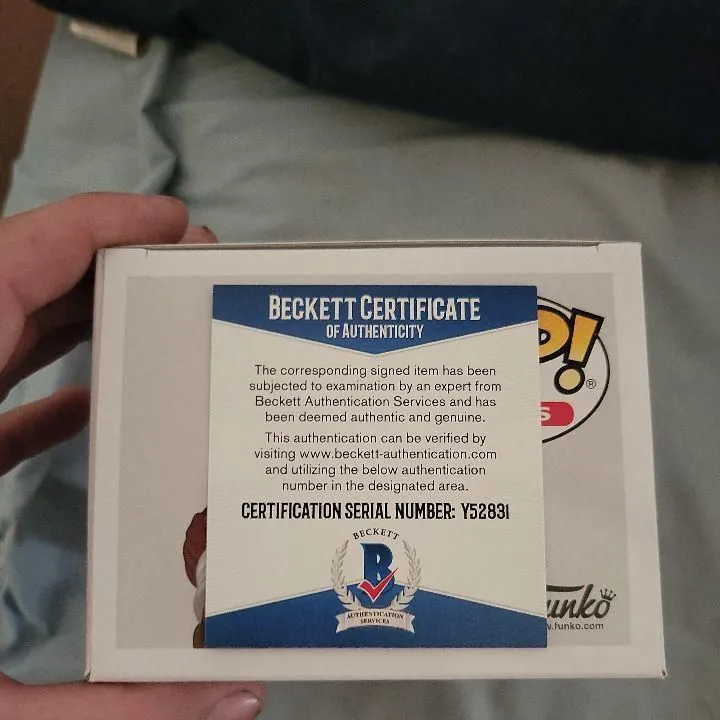 BECKETT CERTIFICATE
OF AUTHENTICITY
The corresponding signed item has been
subjected to examination by an expert from
Beckett Authentication Services and has
been deemed authentic and genuine.
This authentication can be verified by
visiting www.beckett-authentication.com
and utilizing the below authentication
number in the designated area.
CERTIFICATION SERIAL NUMBER: Y52831
BECKETT
B
AUTHENTICATION
SERVICES
P!
®
S
unko
.funko.com